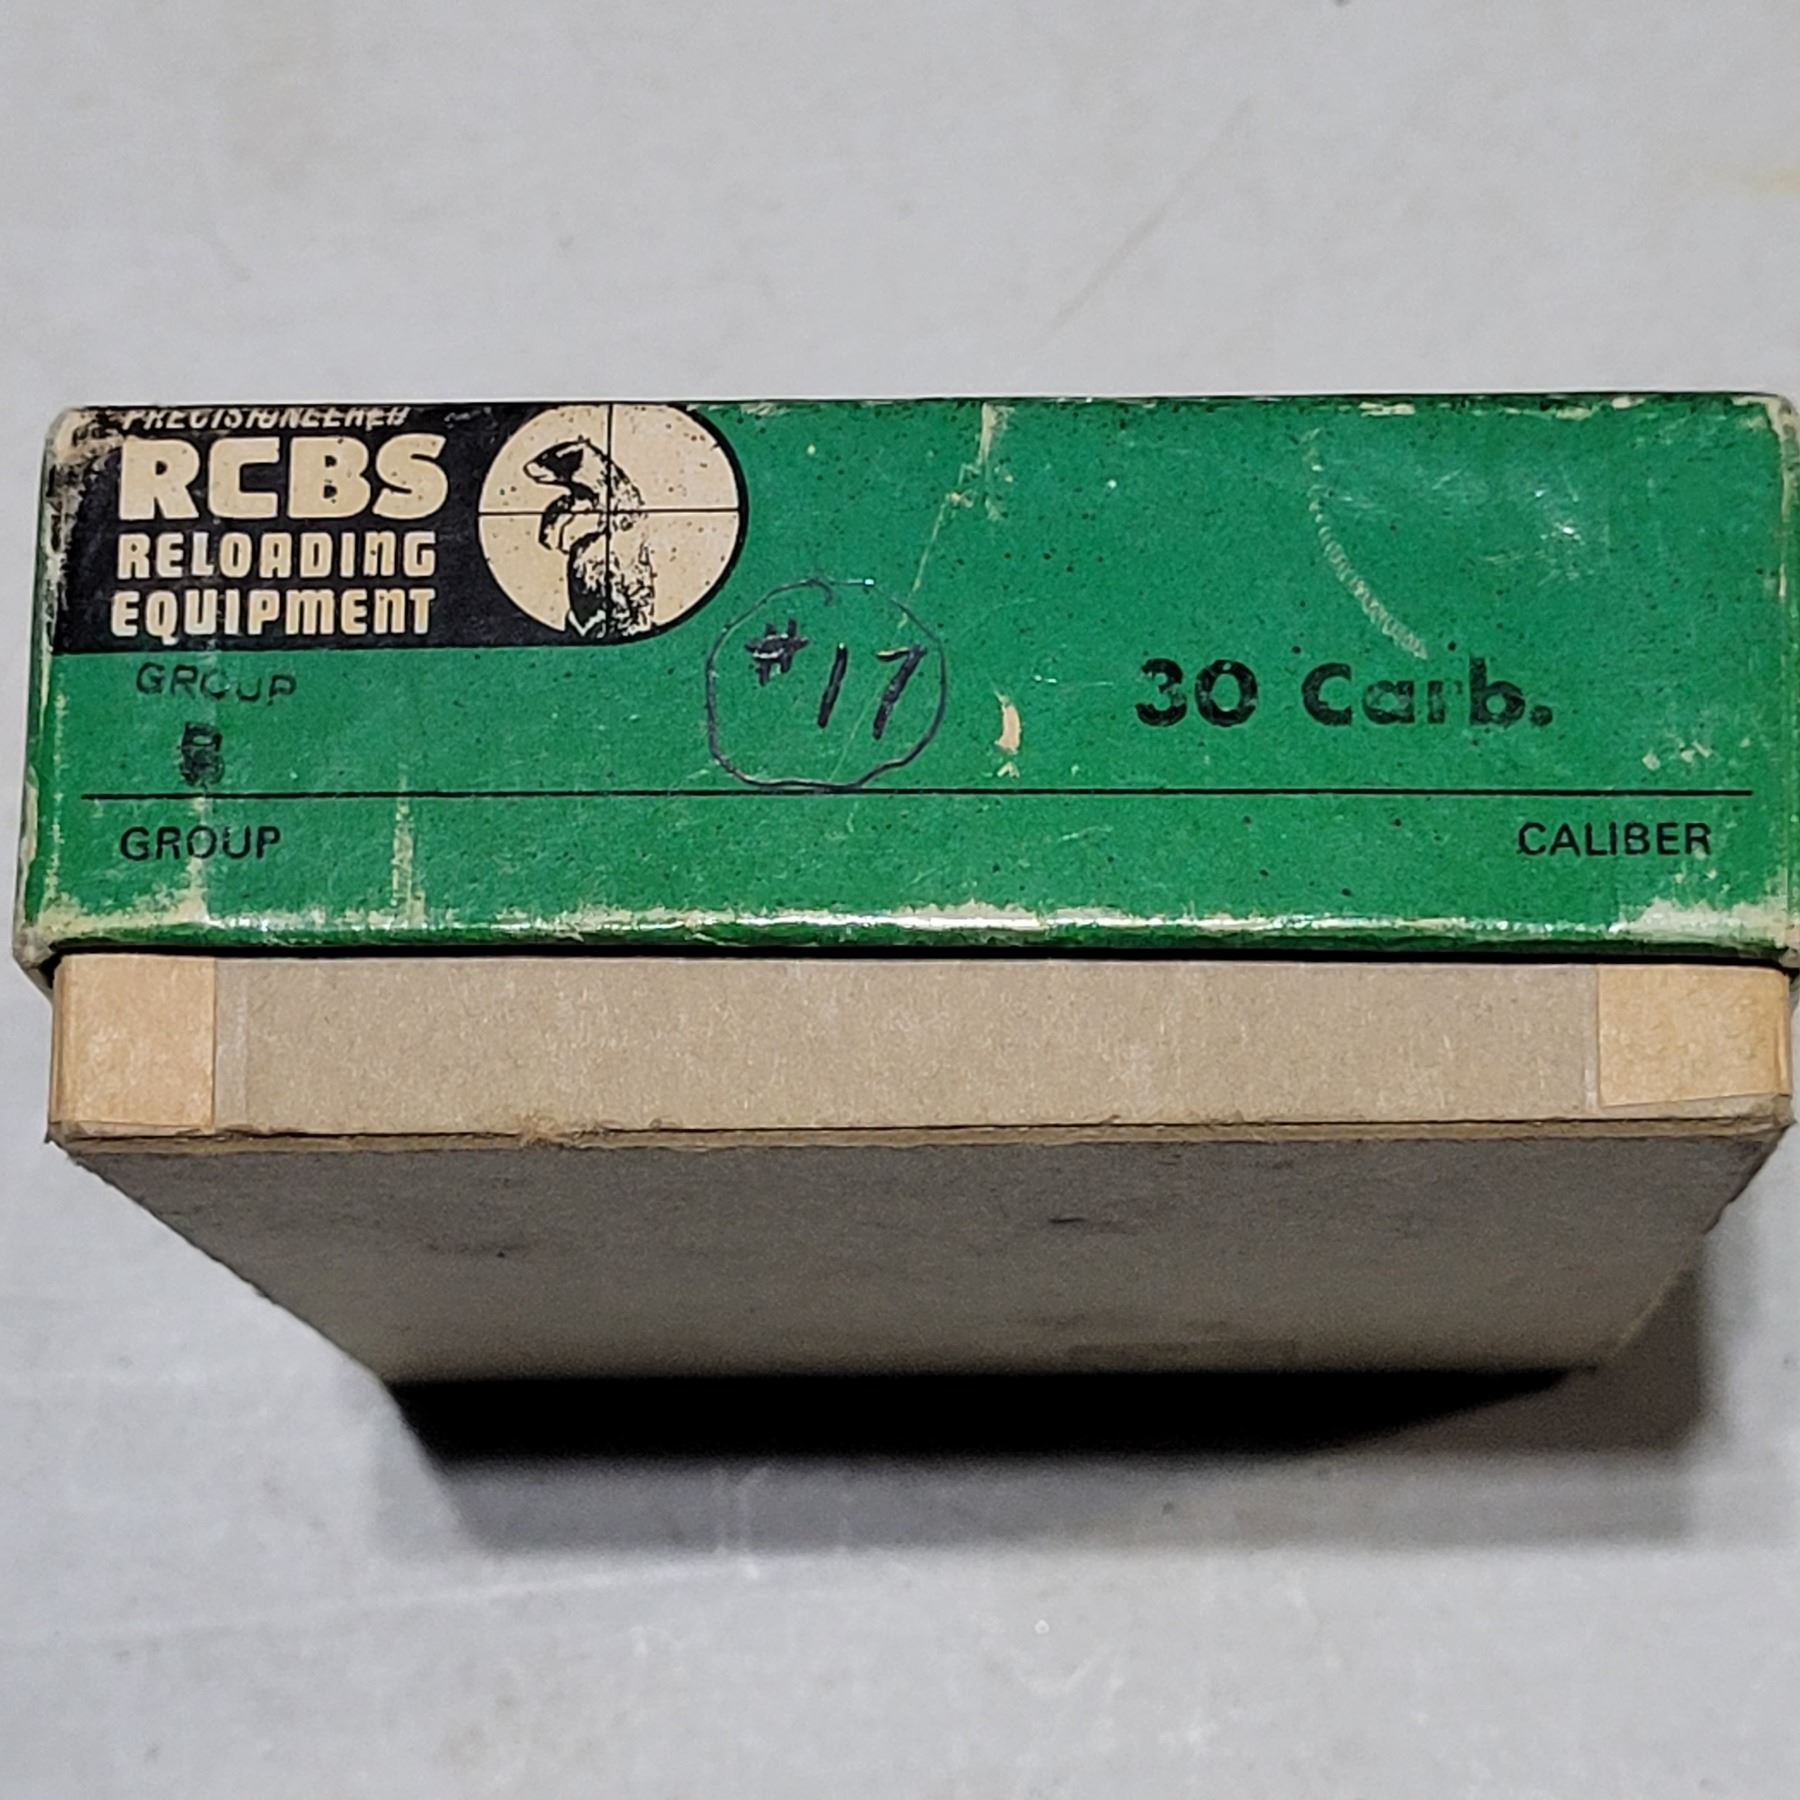 PRECISIONEERED
RCBS
RELOADING
EQUIPMENT
GROUP
#17
30 Carb.
GROUP
CALIBER